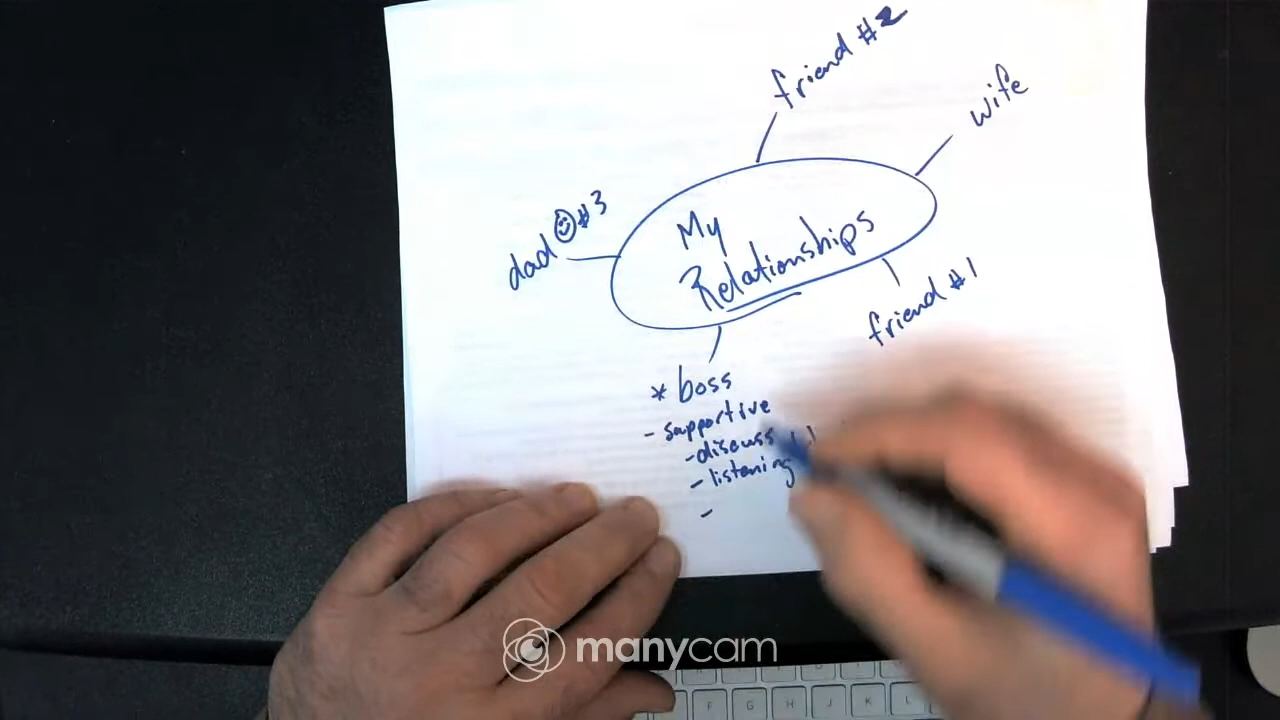 friend #2
wife
dad #3
My
Relationships
friend #1
* boss
- supportive
- discuss
- listening
-
manycam
F G H J K L